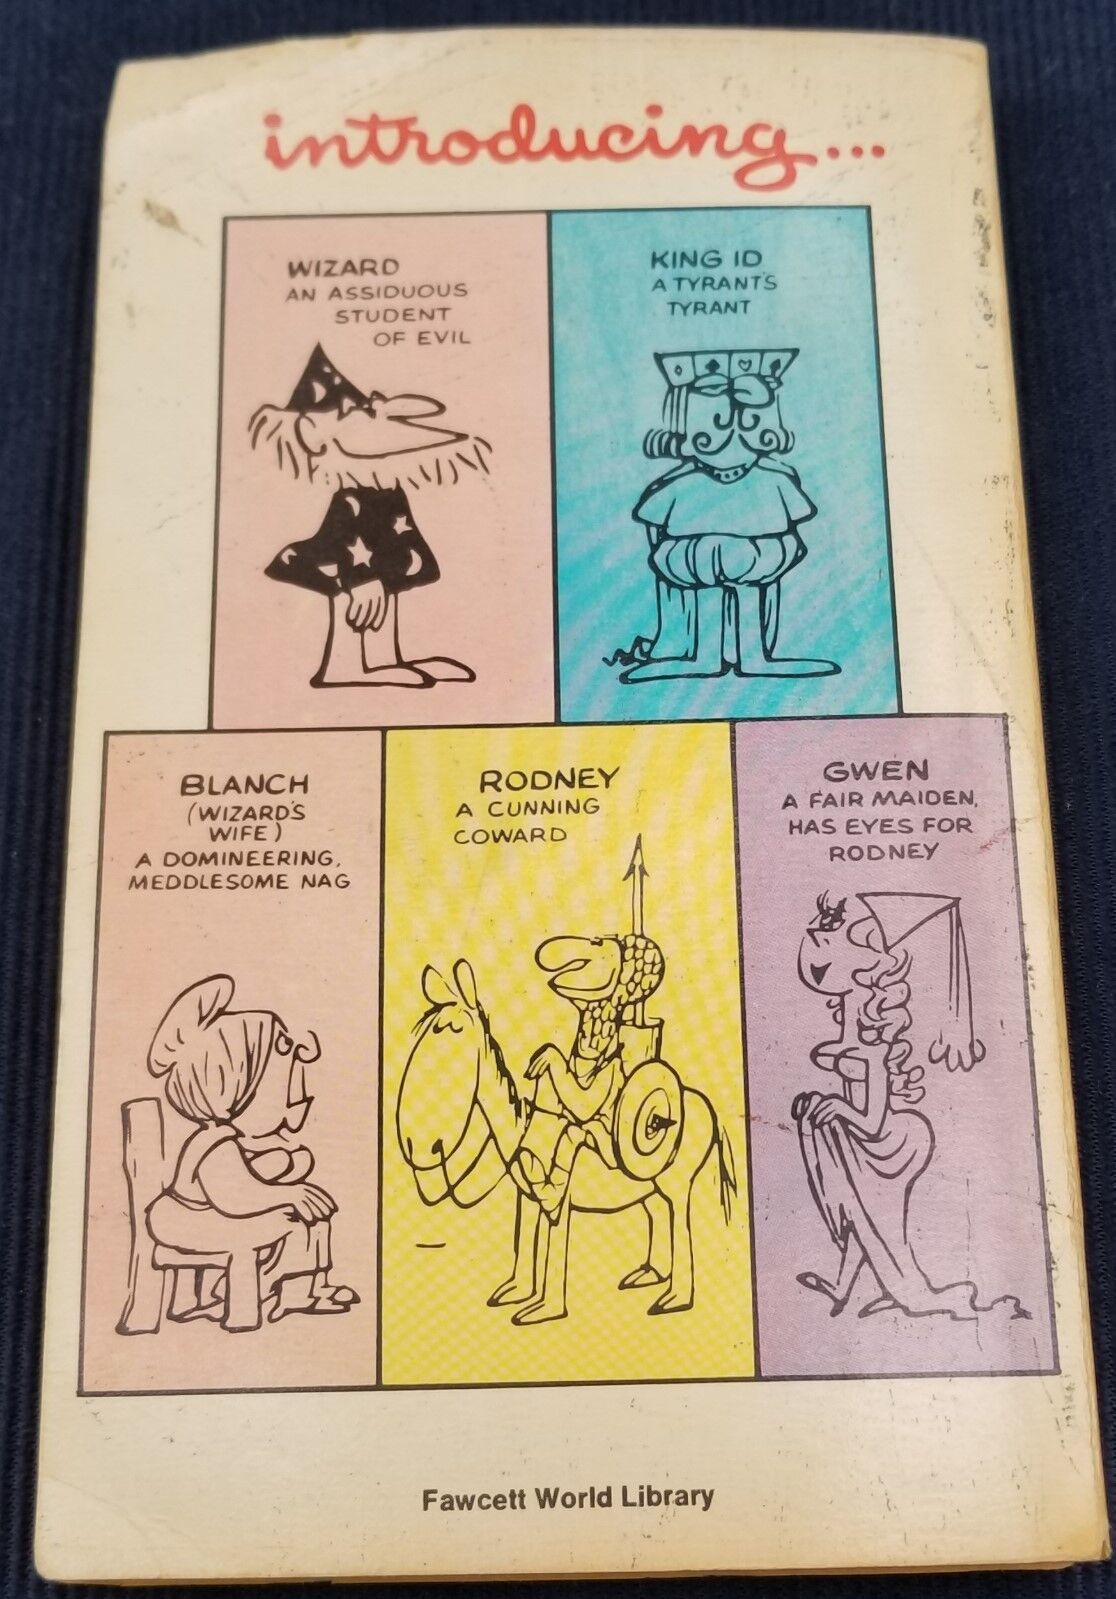 introducing...
WIZARD
AN ASSIDUOUS
STUDENT
OF EVIL
KING ID
A TYRANT'S
TYRANT
BLANCH
(WIZARD'S
WIFE)
A DOMINEERING,
MEDDLESOME NAG
RODNEY
A CUNNING
COWARD
GWEN
A FAIR MAIDEN,
HAS EYES FOR
RODNEY
Fawcett World Library